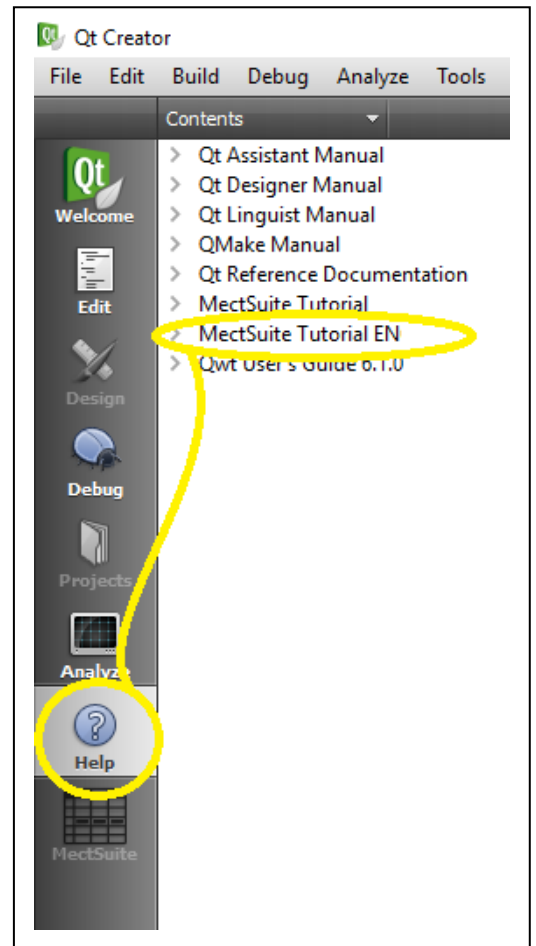 Qt Creator
File Edit Build Debug Analyze Tools
Contents
Qt Assistant Manual
Qt Designer Manual
Qt Linguist Manual
QMake Manual
Qt Reference Documentation
MectSuite Tutorial
MectSuite Tutorial EN
Qwt User's Guide 6.1.0
Qt
Welcome
Edit
Design
Debug
Projects
Analyze
Help
MectSuite